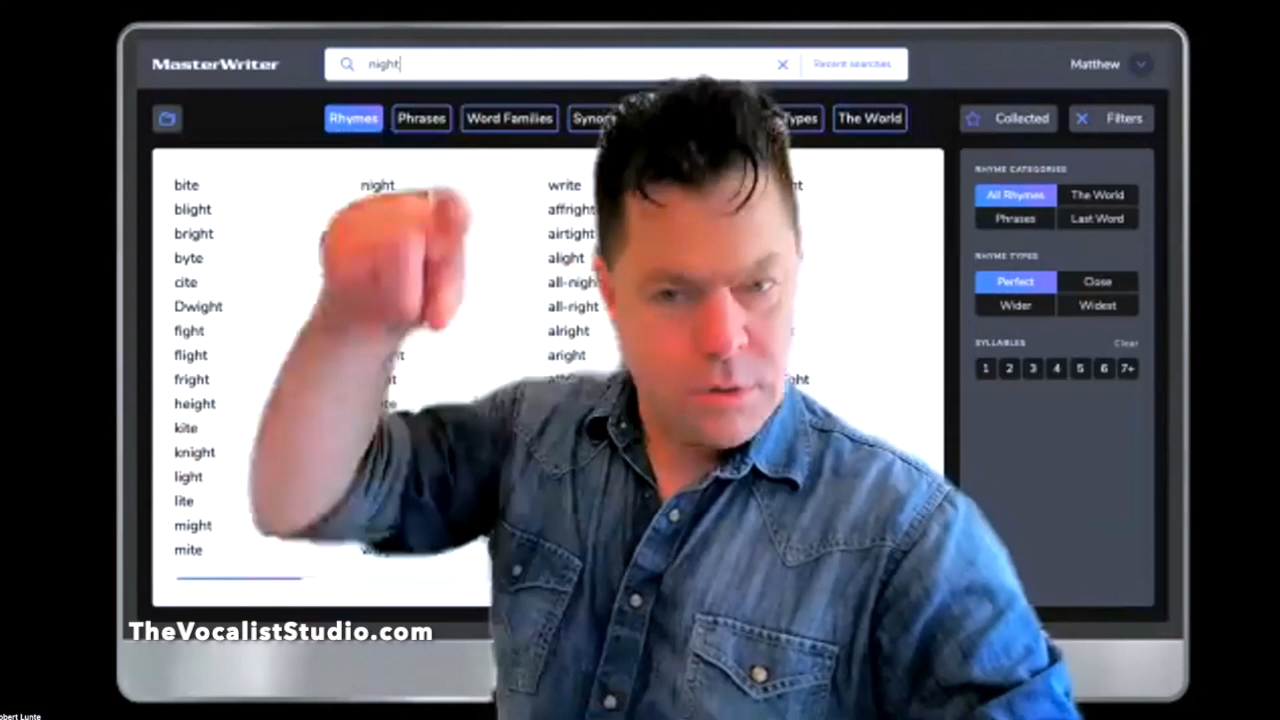 MasterWriter
night
Recent searches
Matthew
Rhymes
Phrases
Word Families
The World
Collected
Filters
bite
blight
bright
byte
cite
Dwight
fight
flight
fright
height
kite
knight
light
lite
might
mite
night
write
affright
airtight
alight
all-right
alright
aright
RHYME CATEGORIES
All Rhymes
The World
Phrases
Last Word
RHYME TYPES
Perfect
Close
Wider
Widest
SYLLABLES
Clear
1 2 3 4 5 6 7+
TheVocalistStudio.com
Lunte